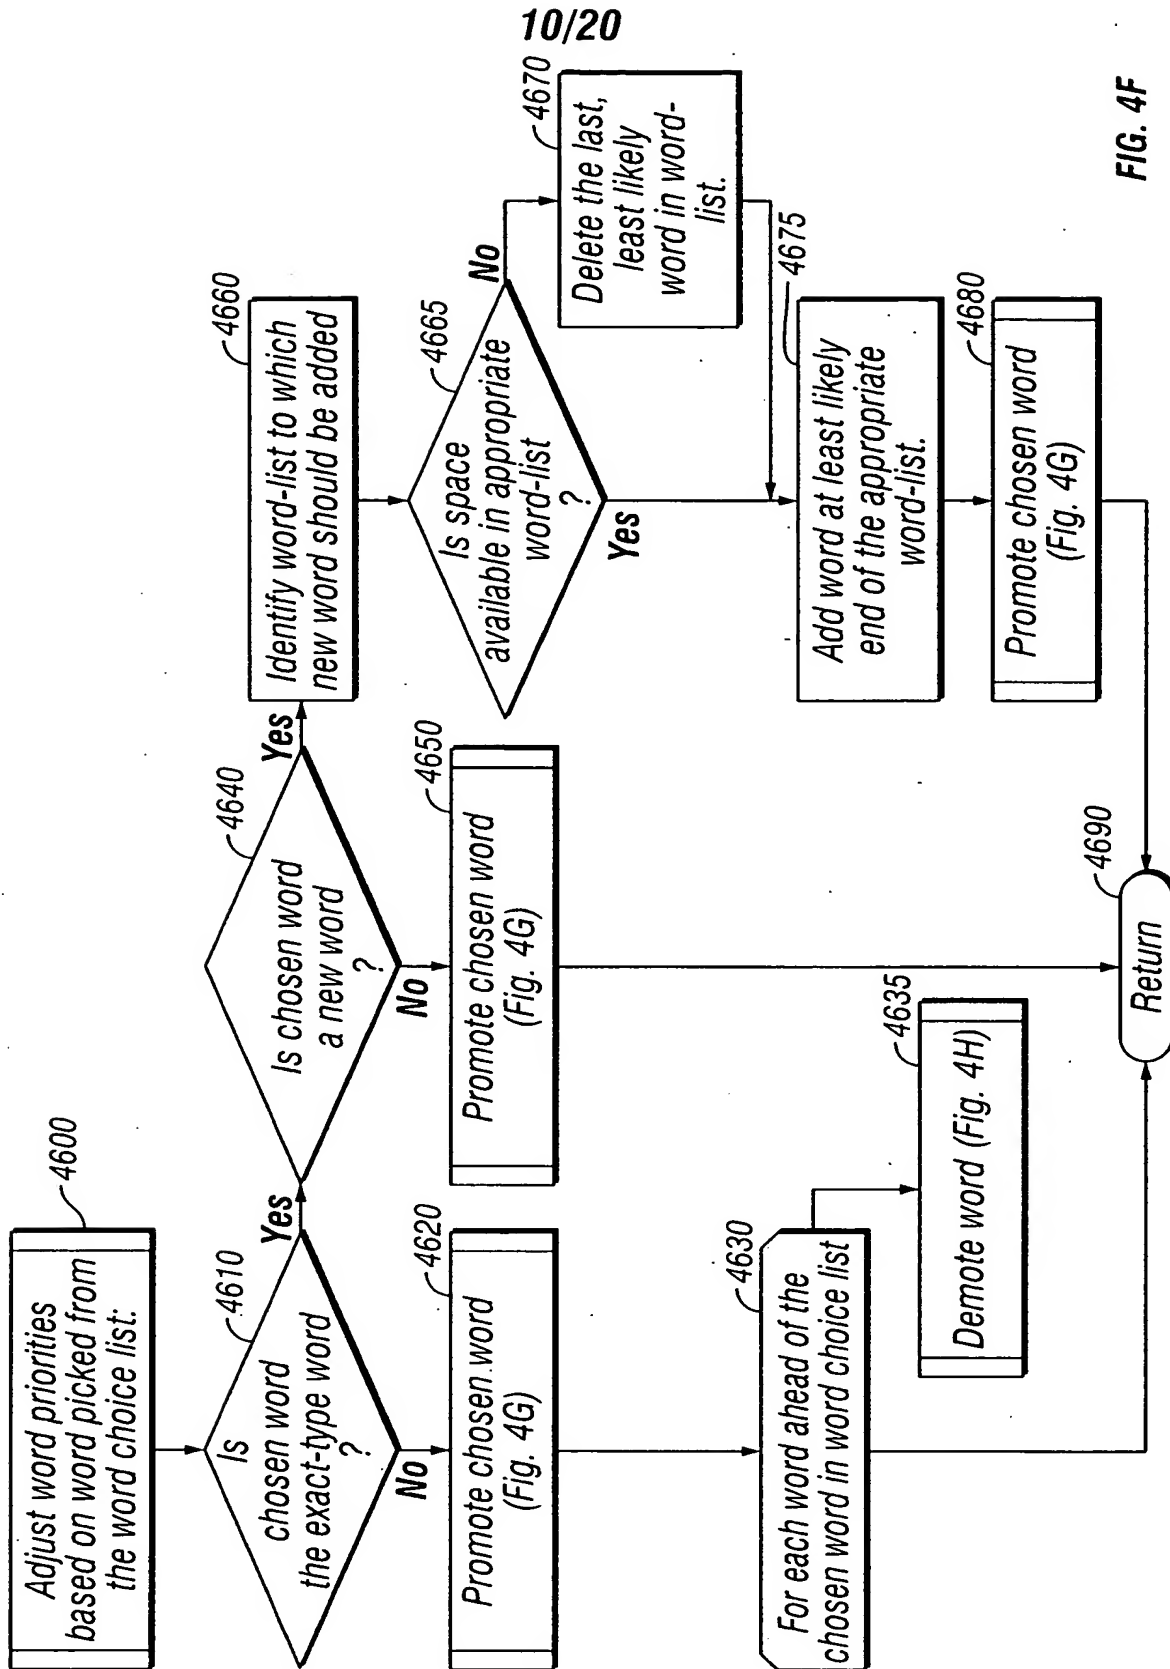 10/20
4600
Adjust word priorities
based on word picked from
the word choice list:
4610
Is
chosen word
the exact-type word
?
Yes
No
4620
Promote chosen word
(Fig. 4G)
4630
For each word ahead of the
chosen word in word choice list
4635
Demote word (Fig. 4H)
4640
Is chosen word
a new word
?
Yes
No
4650
Promote chosen word
(Fig. 4G)
4660
Identify word-list to which
new word should be added
4665
Is space
available in appropriate
word-list
?
No
Yes
4670
Delete the last,
least likely
word in word-
list.
4675
Add word at least likely
end of the appropriate
word-list.
4680
Promote chosen word
(Fig. 4G)
4690
Return
FIG. 4F